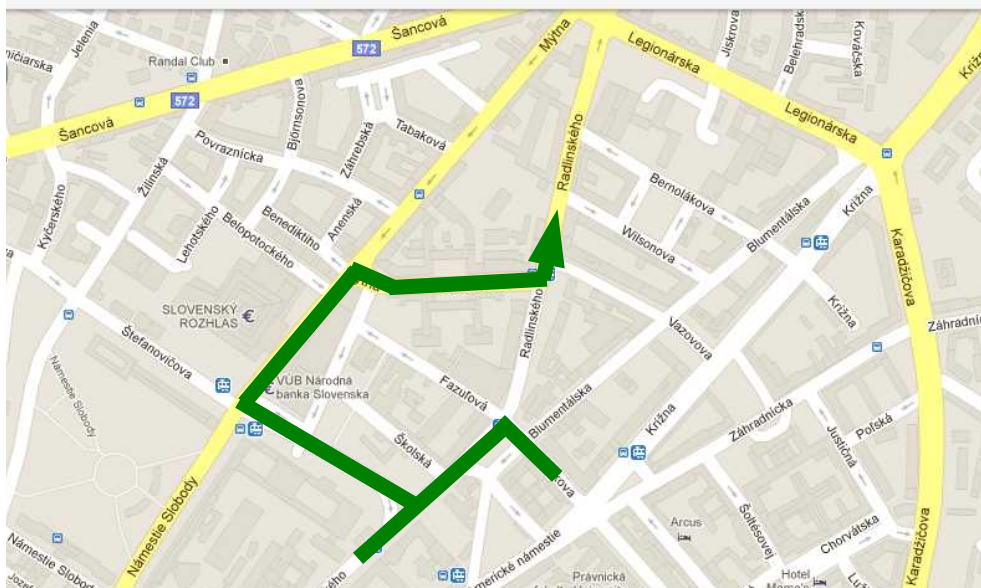 Jelenia
Šancová
Mýtna
Jiskrova
Belehradská
Kováčska
Legionárska
Randal Club
572
572
Šancová
Björnsonova
Tabaková
Záhrebská
Povraznícka
Žilinská
Radlinského
Legionárska
Kyčerského
Lehotského
Benediktiho
Anenská
Belopotockého
Bernolákova
Wilsonova
Blumentálska
Krížna
Karadžičova
SLOVENSKÝ
ROZHLAS
Štefanovičova
Námestie Slobody
Radlinského
Vazovova
Krížna
Záhradnícka
VÚB Národná
banka Slovenska
Fazuľová
Blumentálska
Krížna
Záhradnícka
Školská
Poľská
Justičná
Námestie Slobody
Námestie Slobody
Arcus
Šoltésovej
Chorvátska
Karadžičova
Právnická
Hotel